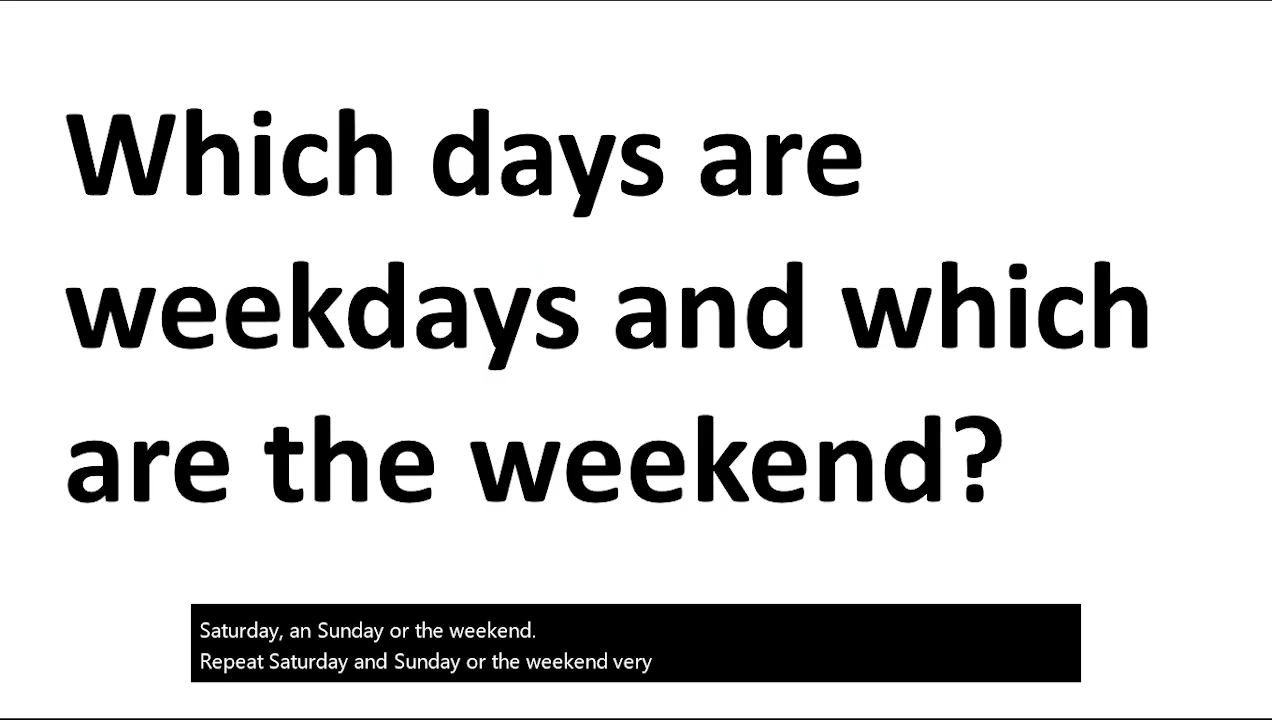 Which days are
weekdays and which
are the weekend?
Saturday, an Sunday or the weekend.
Repeat Saturday and Sunday or the weekend very